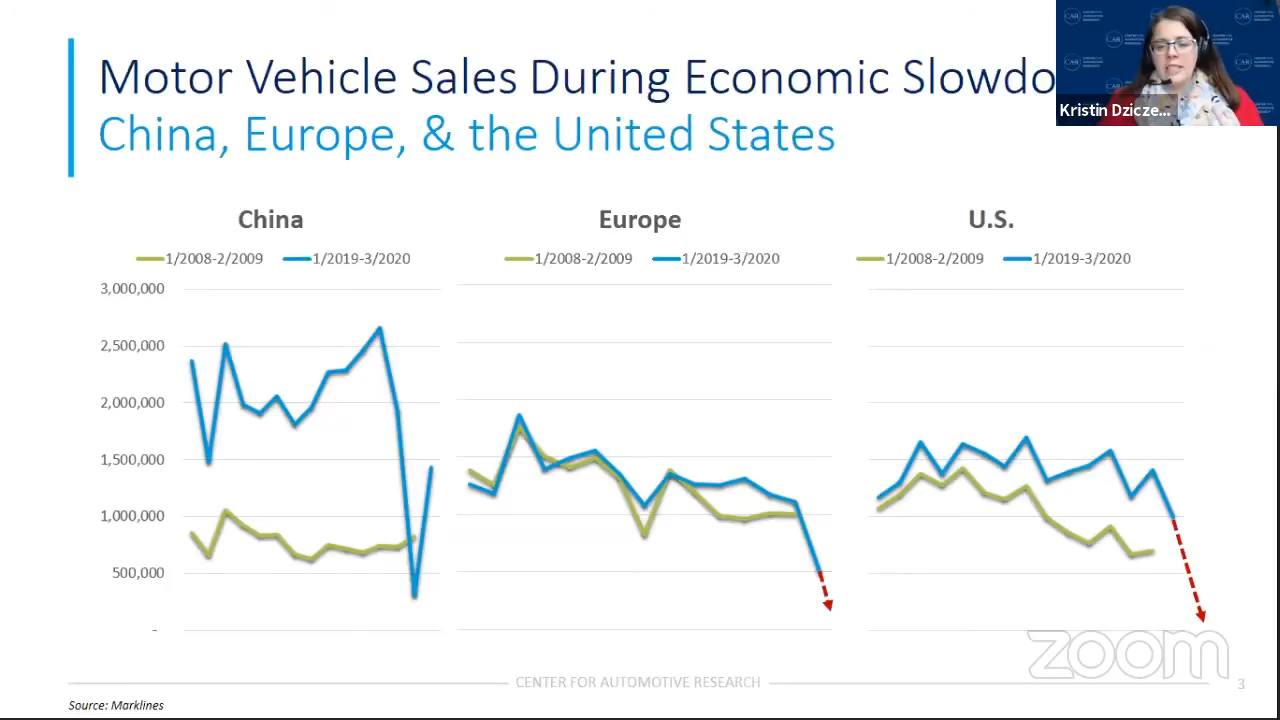 Motor Vehicle Sales During Economic Slowdo
China, Europe, & the United States
Kristin Dzicze...
China
Europe
U.S.
1/2008-2/2009 1/2019-3/2020
1/2008-2/2009 1/2019-3/2020
1/2008-2/2009 1/2019-3/2020
3,000,000
2,500,000
2,000,000
1,500,000
1,000,000
500,000
-
zoom
CENTER FOR AUTOMOTIVE RESEARCH
3
Source: Marklines